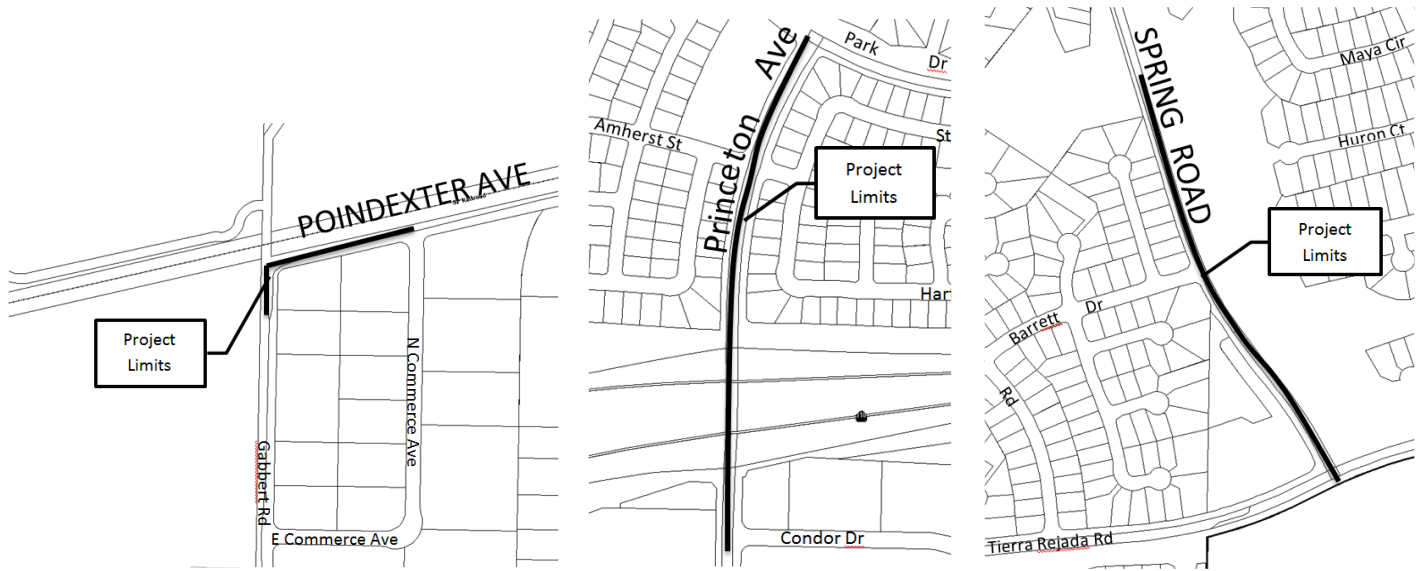 POINDEXTER AVE
Project
Limits
Gabbert Rd
N Commerce Ave
E Commerce Ave
Princeton Ave
Park
Dr
Amherst St
St
Project
Limits
Har
Condor Dr
SPRING ROAD
Maya Cir
Huron Ct
Project
Limits
Barrett Dr
Rd
Tierra Rejada Rd